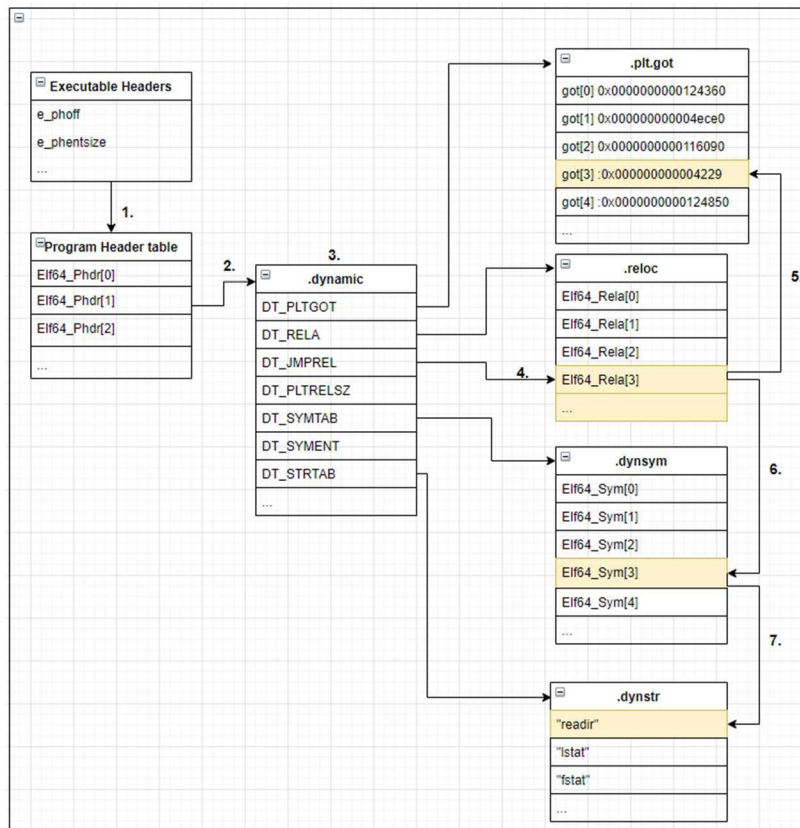 Executable Headers
e_phoff
e_phentsize
...
1.
Program Header table
Elf64_Phdr[0]
Elf64_Phdr[1]
Elf64_Phdr[2]
...
2.
3.
.dynamic
DT_PLTGOT
DT_RELA
DT_JMPREL
DT_PLTRELSZ
DT_SYMTAB
DT_SYMENT
DT_STRTAB
...
.plt.got
got[0] 0x0000000000124360
got[1] 0x000000000004ece0
got[2] 0x0000000000116090
got[3] :0x000000000004229
got[4] :0x0000000000124850
...
.reloc
Elf64_Rela[0]
Elf64_Rela[1]
Elf64_Rela[2]
4.
Elf64_Rela[3]
...
5.
.dynsym
Elf64_Sym[0]
Elf64_Sym[1]
Elf64_Sym[2]
Elf64_Sym[3]
Elf64_Sym[4]
...
6.
7.
.dynstr
"readir"
"lstat"
"fstat"
...